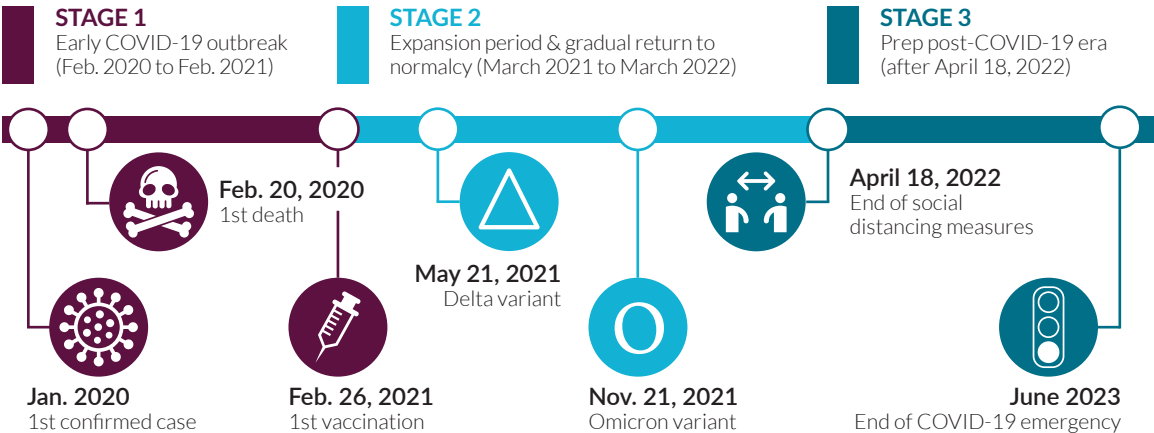 STAGE 1
Early COVID-19 outbreak
(Feb. 2020 to Feb. 2021)
STAGE 2
Expansion period & gradual return to
normalcy (March 2021 to March 2022)
STAGE 3
Prep post-COVID-19 era
(after April 18, 2022)
Feb. 20, 2020
1st death
April 18, 2022
End of social
distancing measures
May 21, 2021
Delta variant
O
Jan. 2020
1st confirmed case
Feb. 26, 2021
1st vaccination
Nov. 21, 2021
Omicron variant
June 2023
End of COVID-19 emergency